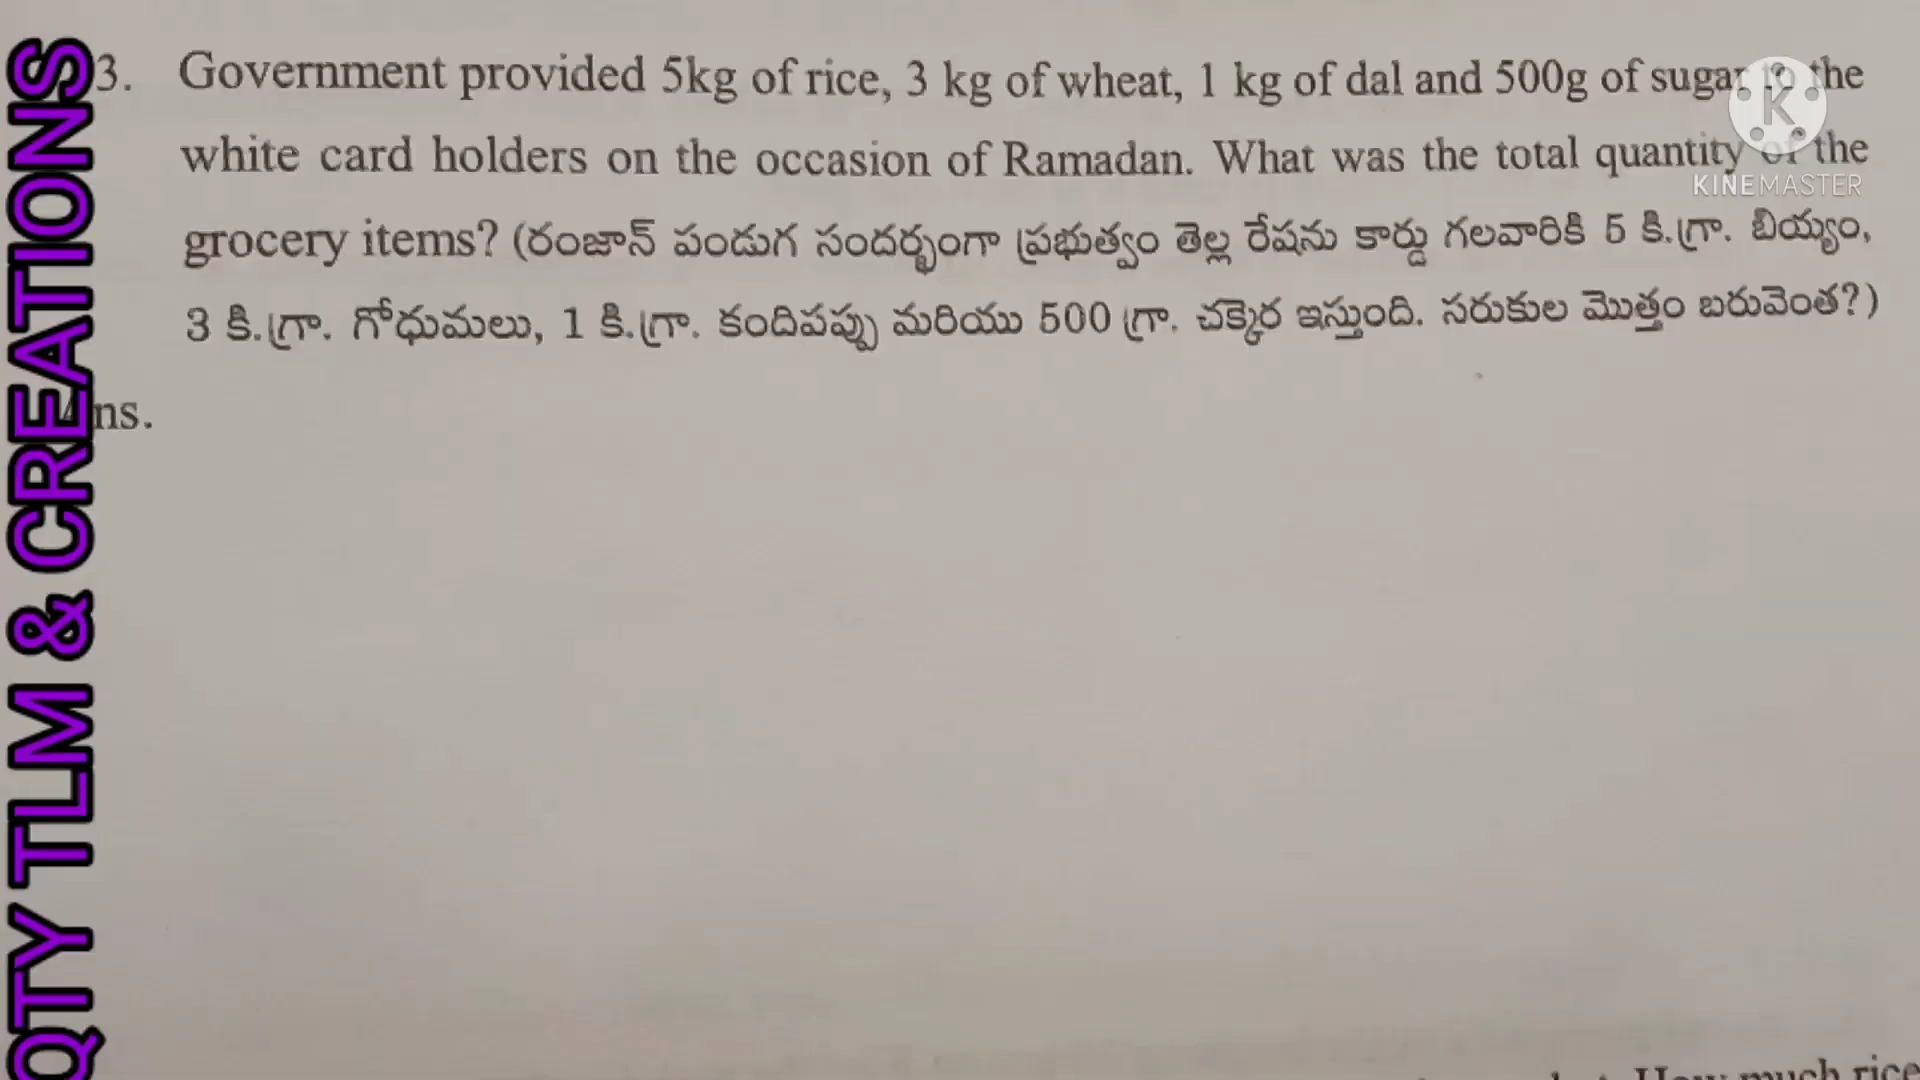 QTY TLM & CREATIONS
3. Government provided 5kg of rice, 3 kg of wheat, 1 kg of dal and 500g of sugar to the
K
white card holders on the occasion of Ramadan. What was the total quantity of the
KINEMASTER
grocery items? (రంజాన్ పండుగ సందర్భంగా ప్రభుత్వం తెల్ల రేషను కార్డు గలవారికి 5 కి.గ్రా. బియ్యం,
3 కి.గ్రా. గోధుమలు, 1 కి.గ్రా. కందిపప్పు మరియు 500 గ్రా. చక్కెర ఇస్తుంది. సరుకుల మొత్తం బరువెంత?)
Ans.
How much rice